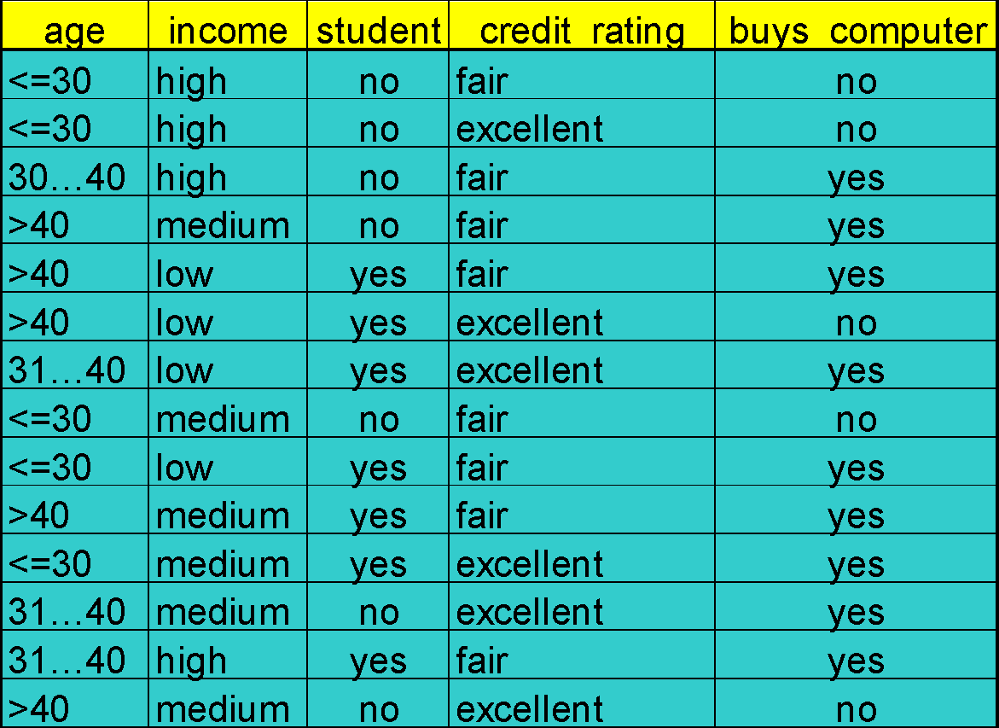 age income student credit_rating buys_computer
<=30 high no fair no
<=30 high no excellent no
30…40 high no fair yes
>40 medium no fair yes
>40 low yes fair yes
>40 low yes excellent no
31…40 low yes excellent yes
<=30 medium no fair no
<=30 low yes fair yes
>40 medium yes fair yes
<=30 medium yes excellent yes
31…40 medium no excellent yes
31…40 high yes fair yes
>40 medium no excellent no